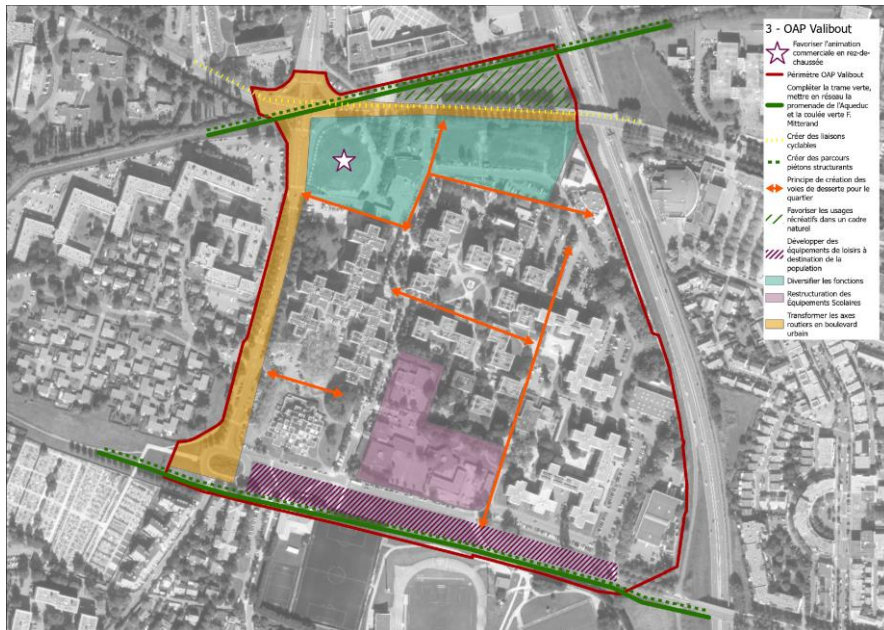 3 - OAP Valibout
Favoriser l'animation
commerciale en rez-de-
chaussée
Périmètre OAP Valibout
Compléter la trame verte,
mettre en réseau la
promenade de l'Aqueduc
et la coulée verte F.
Mitterand
Créer des liaisons
cyclables
Créer des parcours
piétons structurants
Principe de création des
voies de desserte pour le
quartier
Favoriser les usages
récréatifs dans un cadre
naturel
Développer des
équipements de loisirs à
destination de la
population
Diversifier les fonctions
Restructuration des
Équipements Scolaires
Transformer les axes
routiers en boulevard
urbain